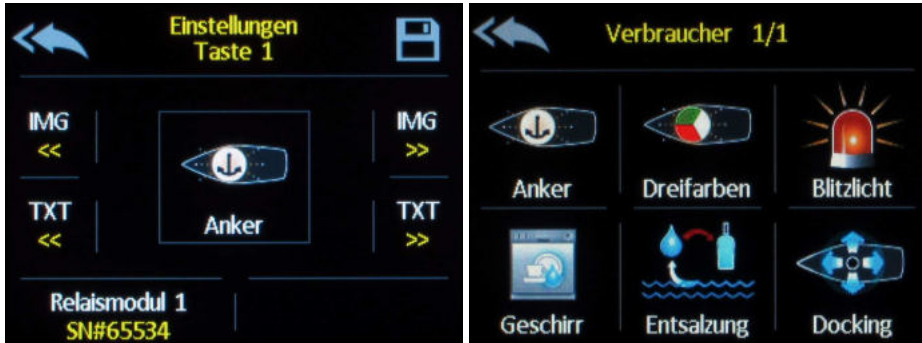 Einstellungen
Taste 1
IMG
<<
IMG
>>
TXT
<<
Anker
TXT
>>
Relaismodul 1
SN#65534
Verbraucher 1/1
Anker
Dreifarben
Blitzlicht
Geschirr
Entsalzung
Docking